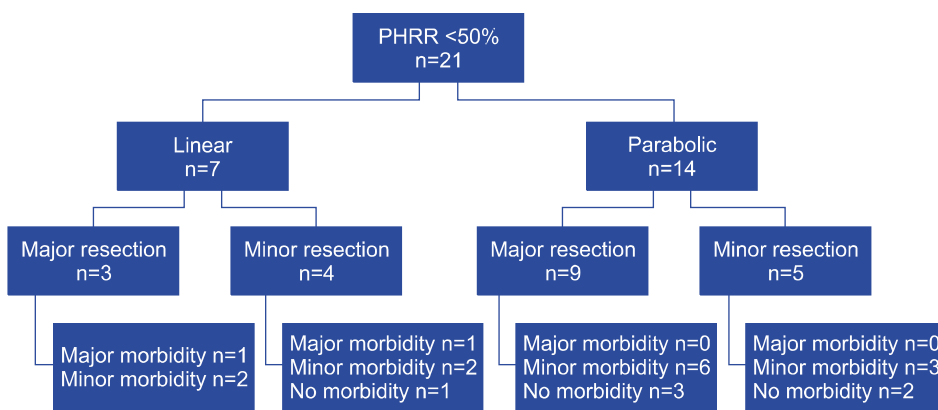 PHRR <50%
n=21
Linear
n=7
Parabolic
n=14
Major resection
n=3
Minor resection
n=4
Major resection
n=9
Minor resection
n=5
Major morbidity n=1
Minor morbidity n=2
Major morbidity n=1
Minor morbidity n=2
No morbidity n=1
Major morbidity n=0
Minor morbidity n=6
No morbidity n=3
Major morbidity n=0
Minor morbidity n=3
No morbidity n=2